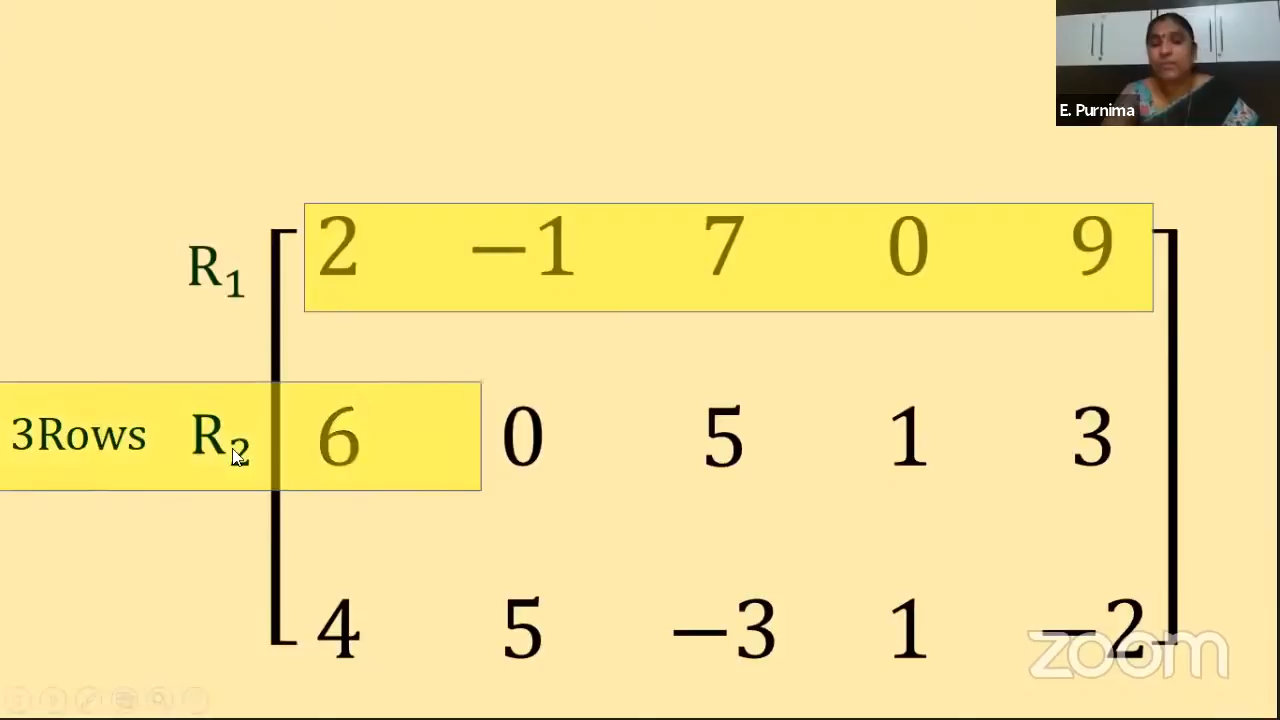 E. Purnima
R₁ 2 −1 7 0 9
3Rows R₂ 6 0 5 1 3
4 5 −3 1 −2
zoom